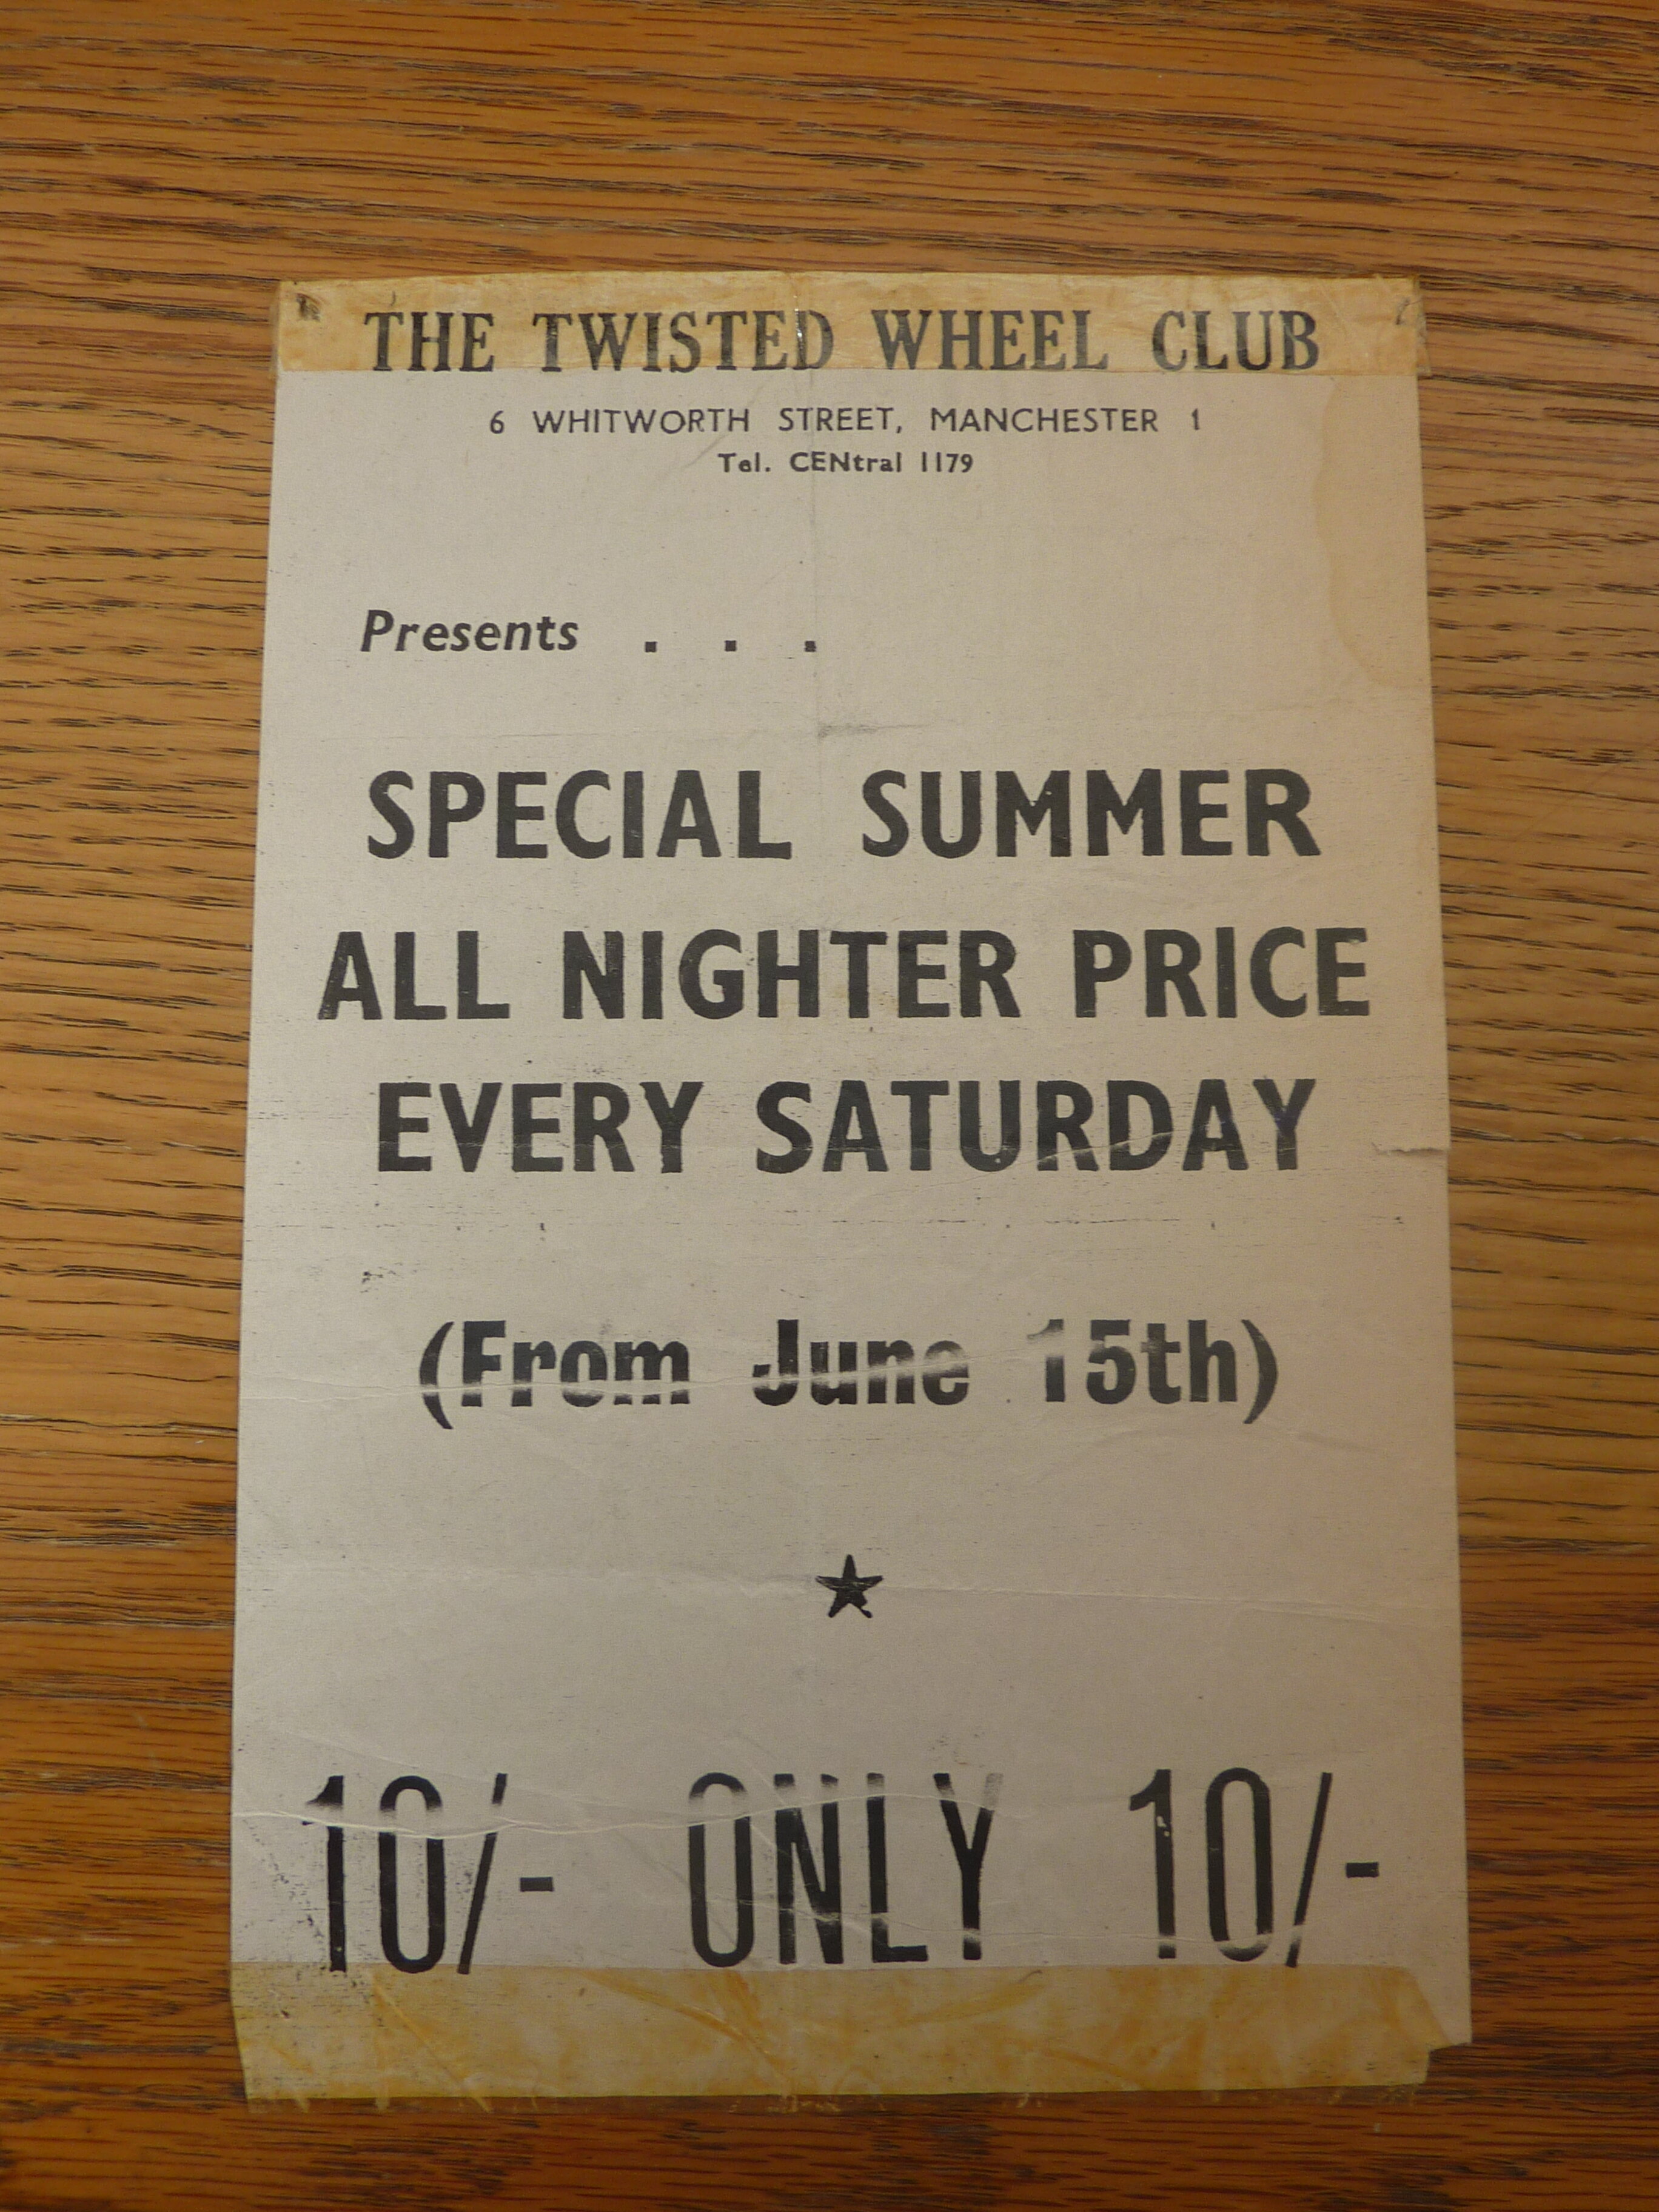 THE TWISTED WHEEL CLUB
6 WHITWORTH STREET, MANCHESTER 1
Tel. CENtral 1179
Presents . . .
SPECIAL SUMMER
ALL NIGHTER PRICE
EVERY SATURDAY
(From June 15th)
★
10/- ONLY 10/-